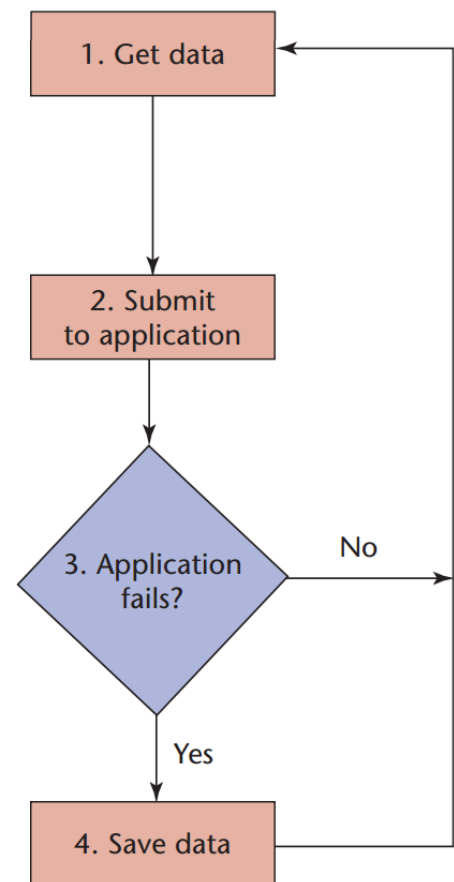 1. Get data
2. Submit
to application
3. Application
fails?
No
Yes
4. Save data